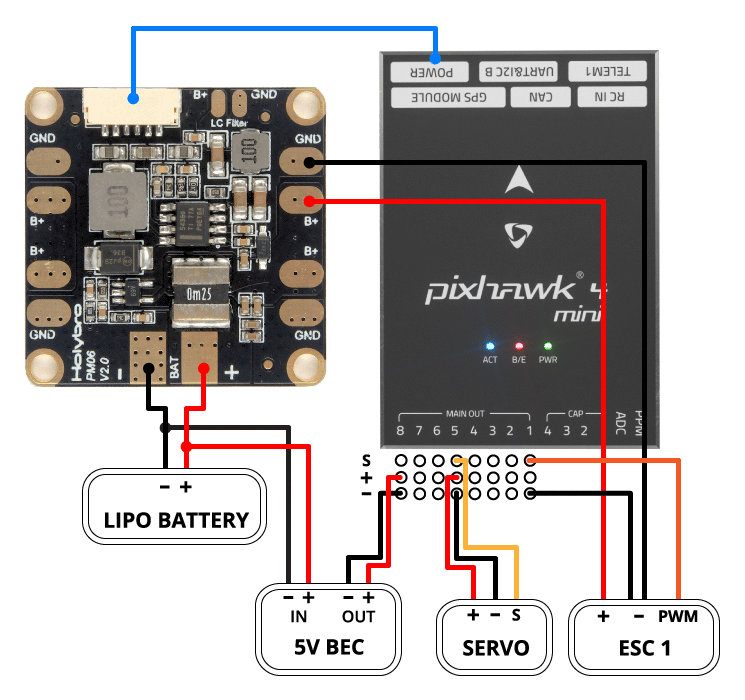 B+ GND
LC Filter
GND
GND
100
100
B+
B+
B+
B+
0m25
GND
GND
Holybro
PM06
V2.0
-
BAT
+
POWER
UART&I2C B
TELEM1
GPS MODULE
CAN
RC IN
pixhawk® 4
mini
ACT B/E PWR
MAIN OUT CAP
8 7 6 5 4 3 2 1 4 3 2
ADC
PPM
S
+
-
- +
LIPO BATTERY
- + - +
IN OUT
5V BEC
+ - S
SERVO
+ - PWM
ESC 1